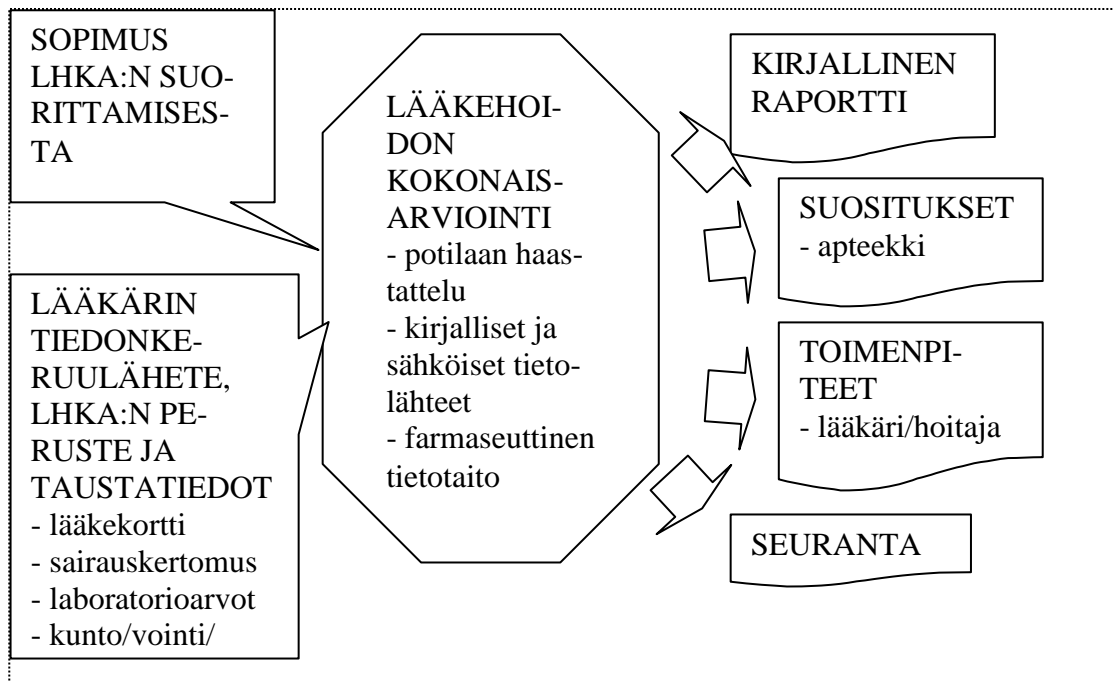 SOPIMUS
LHKA:N SUO-
RITTAMISES-
TA
LÄÄKÄRIN
TIEDONKE-
RUULÄHETE,
LHKA:N PE-
RUSTE JA
TAUSTATIEDOT
- lääkekortti
- sairauskertomus
- laboratorioarvot
- kunto/vointi/
LÄÄKEHOI-
DON
KOKONAIS-
ARVIOINTI
- potilaan haas-
tattelu
- kirjalliset ja
sähköiset tieto-
lähteet
- farmaseuttinen
tietotaito
KIRJALLINEN
RAPORTTI
SUOSITUKSET
- apteekki
TOIMENPI-
TEET
- lääkäri/hoitaja
SEURANTA